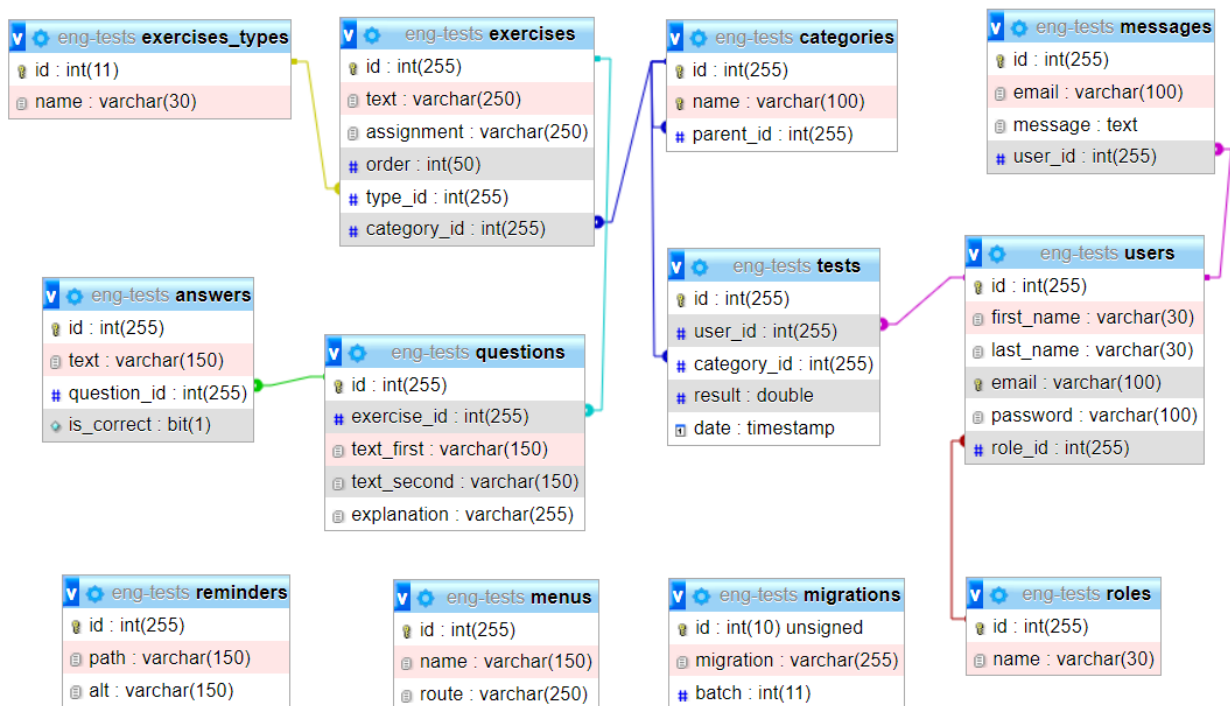 eng-tests exercises_types
id : int(11)
name : varchar(30)
eng-tests exercises
id : int(255)
text : varchar(250)
assignment : varchar(250)
order : int(50)
type_id : int(255)
category_id : int(255)
eng-tests categories
id : int(255)
name : varchar(100)
parent_id : int(255)
eng-tests messages
id : int(255)
email : varchar(100)
message : text
user_id : int(255)
eng-tests answers
id : int(255)
text : varchar(150)
question_id : int(255)
is_correct : bit(1)
eng-tests questions
id : int(255)
exercise_id : int(255)
text_first : varchar(150)
text_second : varchar(150)
explanation : varchar(255)
eng-tests tests
id : int(255)
user_id : int(255)
category_id : int(255)
result : double
date : timestamp
eng-tests users
id : int(255)
first_name : varchar(30)
last_name : varchar(30)
email : varchar(100)
password : varchar(100)
role_id : int(255)
eng-tests reminders
id : int(255)
path : varchar(150)
alt : varchar(150)
eng-tests menus
id : int(255)
name : varchar(150)
route : varchar(250)
eng-tests migrations
id : int(10) unsigned
migration : varchar(255)
batch : int(11)
eng-tests roles
id : int(255)
name : varchar(30)